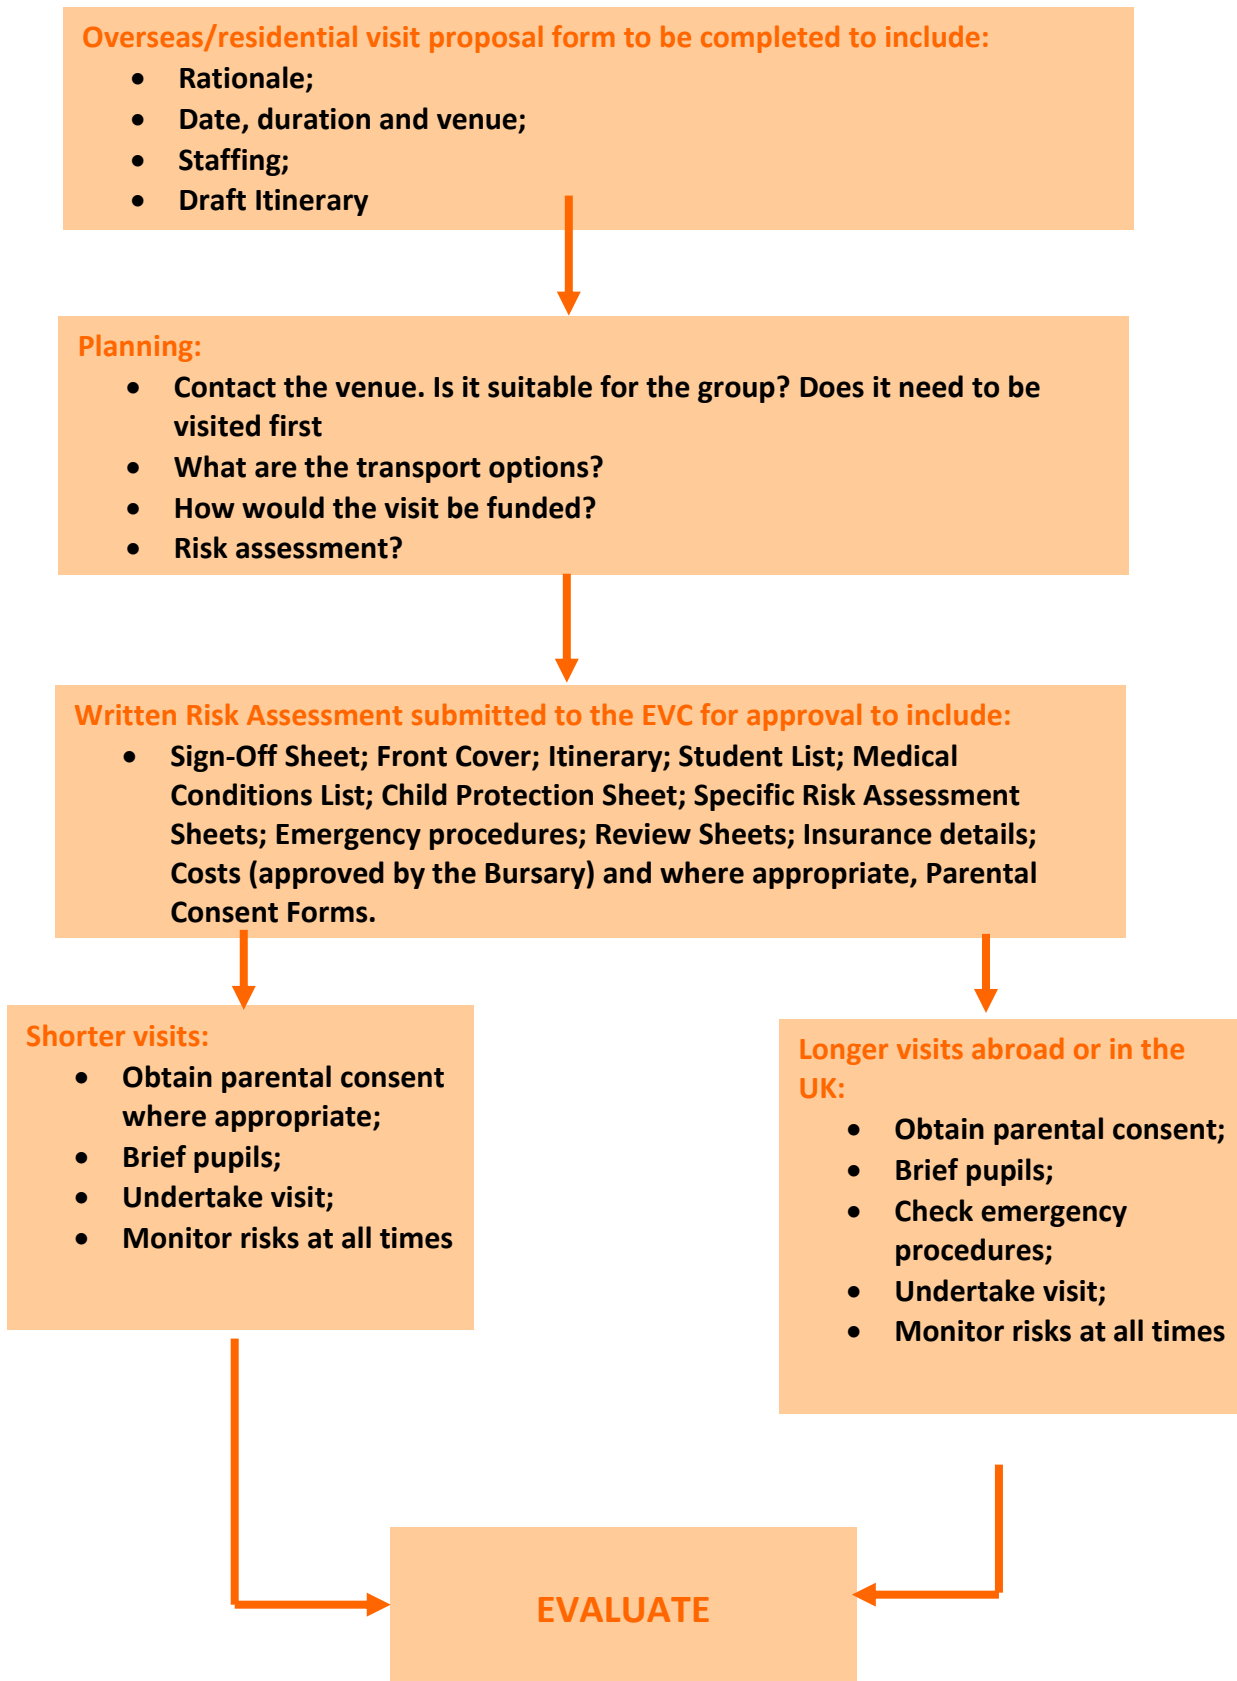 Overseas/residential visit proposal form to be completed to include:
• Rationale;
• Date, duration and venue;
• Staffing;
• Draft Itinerary
Planning:
• Contact the venue. Is it suitable for the group? Does it need to be
visited first
• What are the transport options?
• How would the visit be funded?
• Risk assessment?
Written Risk Assessment submitted to the EVC for approval to include:
• Sign-Off Sheet; Front Cover; Itinerary; Student List; Medical
Conditions List; Child Protection Sheet; Specific Risk Assessment
Sheets; Emergency procedures; Review Sheets; Insurance details;
Costs (approved by the Bursary) and where appropriate, Parental
Consent Forms.
Shorter visits:
• Obtain parental consent
where appropriate;
• Brief pupils;
• Undertake visit;
• Monitor risks at all times
Longer visits abroad or in the
UK:
• Obtain parental consent;
• Brief pupils;
• Check emergency
procedures;
• Undertake visit;
• Monitor risks at all times
EVALUATE